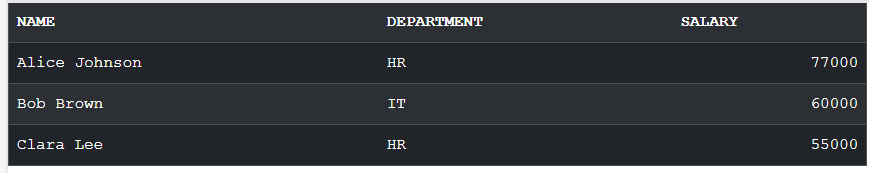 NAME DEPARTMENT SALARY
Alice Johnson HR 77000
Bob Brown IT 60000
Clara Lee HR 55000